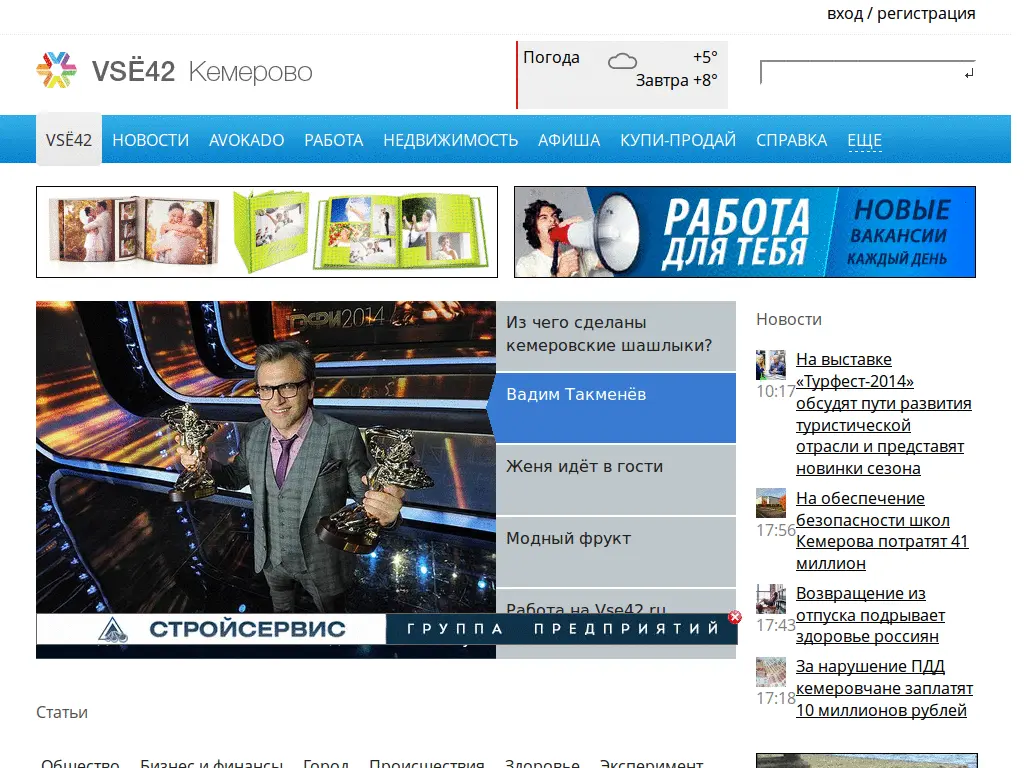 вход / регистрация
VSЁ42 Кемерово
Погода +5°
Завтра +8°
VSЁ42 НОВОСТИ AVOKADO РАБОТА НЕДВИЖИМОСТЬ АФИША КУПИ-ПРОДАЙ СПРАВКА ЕЩЕ
РАБОТА
ДЛЯ ТЕБЯ
НОВЫЕ
ВАКАНСИИ
КАЖДЫЙ ДЕНЬ
ТЭФИ 2014
Из чего сделаны
кемеровские шашлыки?
Вадим Такменёв
Женя идёт в гости
Модный фрукт
Работа на Vse42.ru
СТРОЙСЕРВИС ГРУППА ПРЕДПРИЯТИЙ
Новости
10:17
На выставке
«Турфест-2014»
обсудят пути развития
туристической
отрасли и представят
новинки сезона
17:56
На обеспечение
безопасности школ
Кемерова потратят 41
миллион
17:43
Возвращение из
отпуска подрывает
здоровье россиян
17:18
За нарушение ПДД
кемеровчане заплатят
10 миллионов рублей
Статьи
Общество Бизнес и финансы Город Происшествия Здоровье Эксперимент